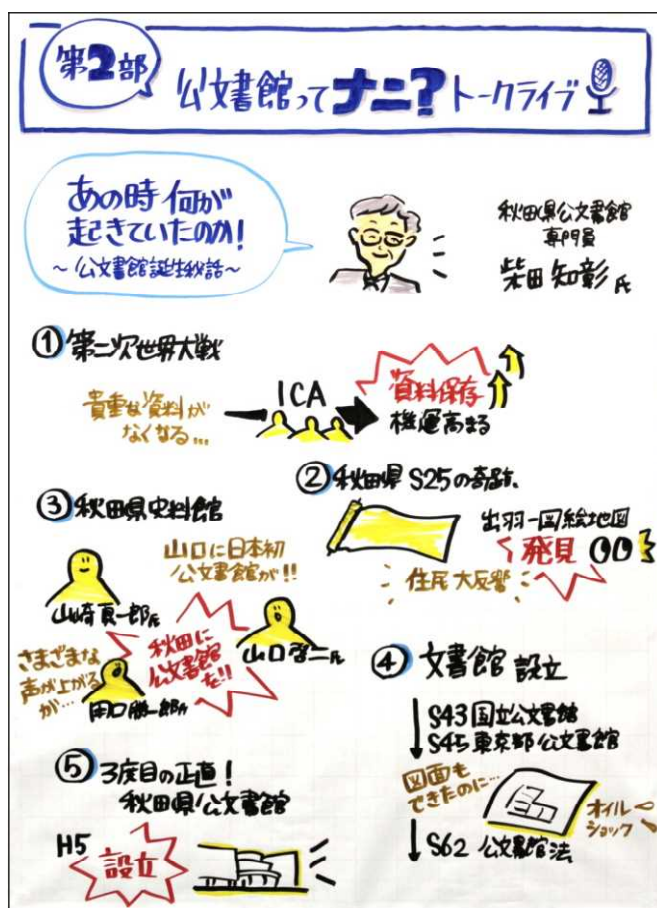 第2部
公文書館ってナニ?トークライブ
あの時何が
起きていたのか!
～公文書館誕生秘話～
秋田県公文書館
専門員
柴田知彰氏
①第二次世界大戦
貴重な資料が
なくなる…
ICA
資料保存
機運高まる
②秋田県S25の奇跡、
出羽一国絵地図
発見
住民大反響
③秋田県史料館
山口に日本初
公文書館が!!
山崎真一郎氏
秋田に
公文書館
を!!
山口啓二氏
さまざまな
声が上がる
が…
田口勝一郎氏
④文書館設立
S43国立公文書館
S45東京都公文書館
図面も
できたのに…
オイル
ショック
S62公文書館法
⑤3度目の正直!
秋田県公文書館
H5
設立